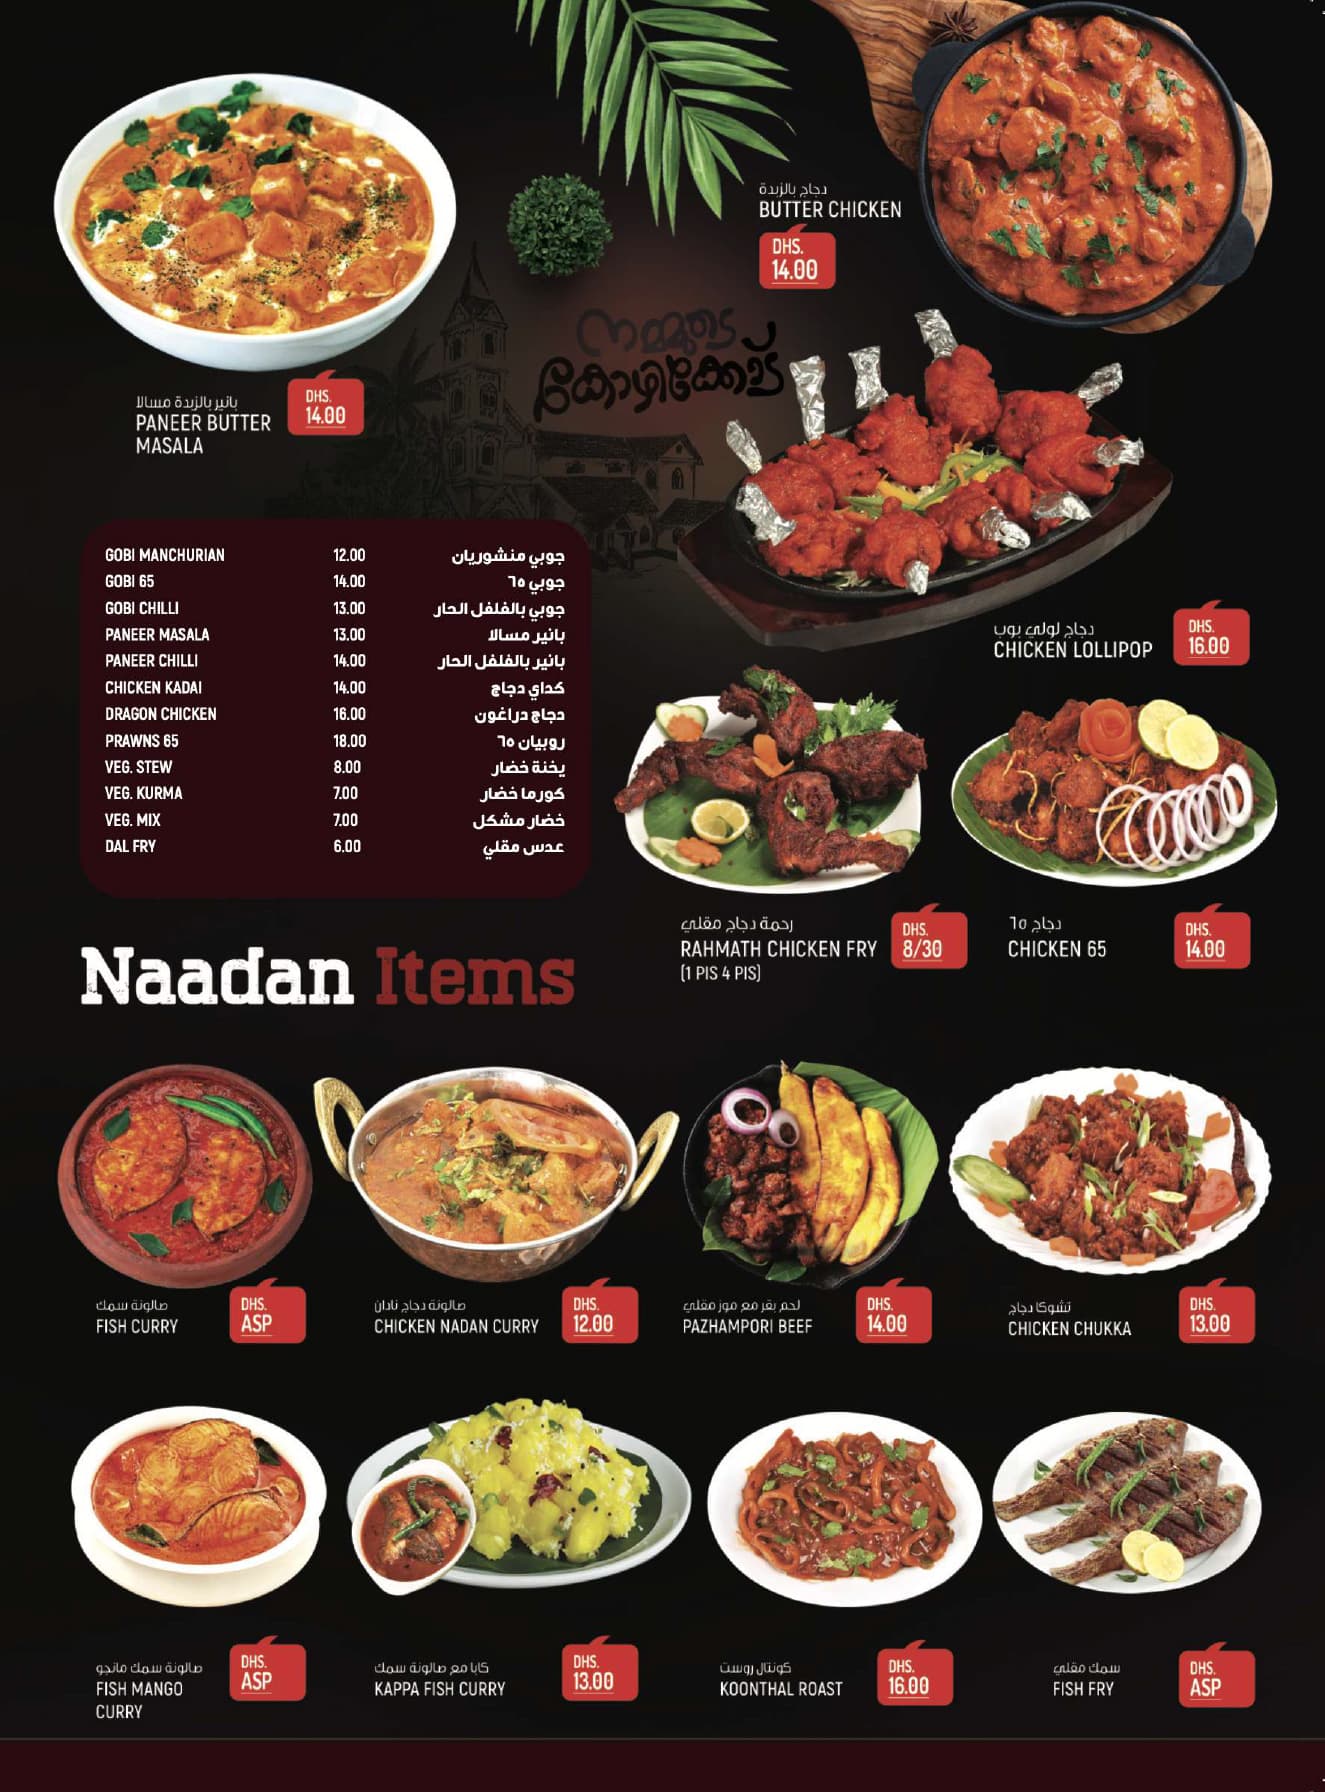 دجاج بالزبدة
BUTTER CHICKEN
DHS.
14.00
നമ്മുടെ
കോഴിക്കോട്
بانير بالزبدة مسالا
PANEER BUTTER
MASALA
DHS.
14.00
GOBI MANCHURIAN 12.00 جوبي منشوريان
GOBI 65 14.00 جوبي ٦٥
GOBI CHILLI 13.00 جوبي بالفلفل الحار
PANEER MASALA 13.00 بانير مسالا
PANEER CHILLI 14.00 بانير بالفلفل الحار
CHICKEN KADAI 14.00 كداي دجاج
DRAGON CHICKEN 16.00 دجاج دراغون
PRAWNS 65 18.00 روبيان ٦٥
VEG. STEW 8.00 يخنة خضار
VEG. KURMA 7.00 كورما خضار
VEG. MIX 7.00 خضار مشكل
DAL FRY 6.00 عدس مقلي
دجاج لولي بوب
CHICKEN LOLLIPOP
DHS.
16.00
رحمة دجاج مقلي
RAHMATH CHICKEN FRY
(1 PIS 4 PIS)
DHS.
8/30
دجاج ٦٥
CHICKEN 65
DHS.
14.00
Naadan Items
صالونة سمك
FISH CURRY
DHS.
ASP
صالونة دجاج نادان
CHICKEN NADAN CURRY
DHS.
12.00
لحم بقر مع موز مقلي
PAZHAMPORI BEEF
DHS.
14.00
تشوكا دجاج
CHICKEN CHUKKA
DHS.
13.00
صالونة سمك مانجو
FISH MANGO
CURRY
DHS.
ASP
كابا مع صالونة سمك
KAPPA FISH CURRY
DHS.
13.00
كونتال روست
KOONTHAL ROAST
DHS.
16.00
سمك مقلي
FISH FRY
DHS.
ASP